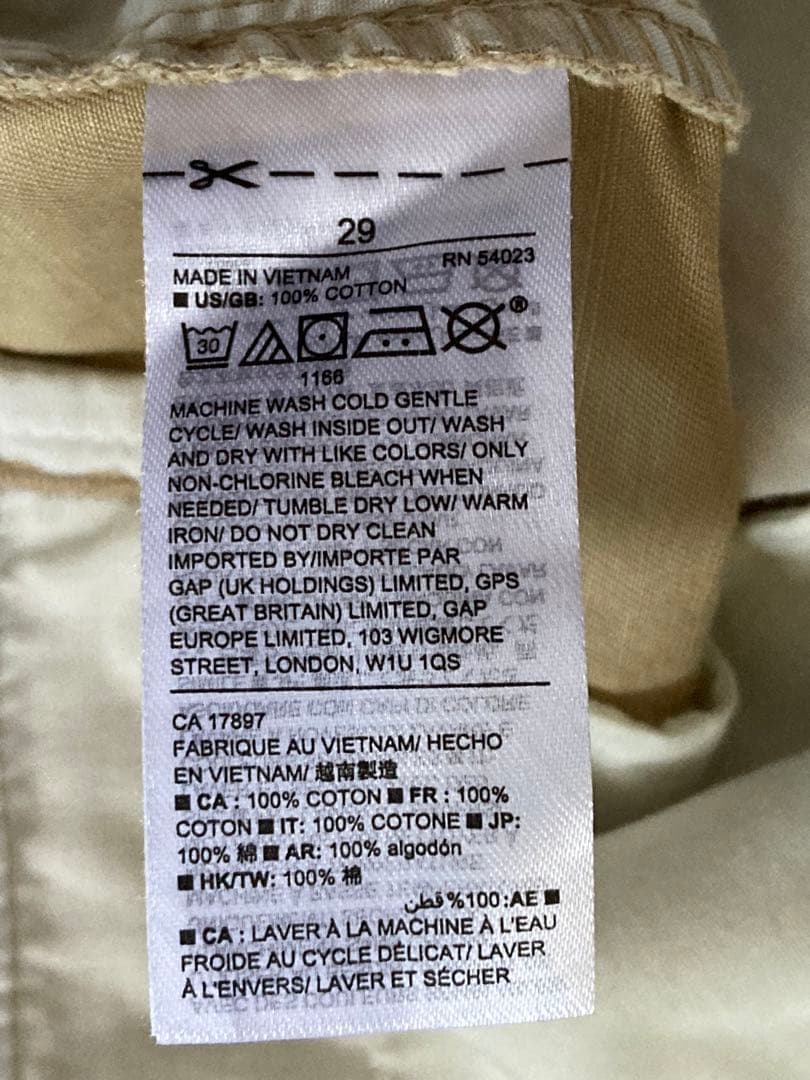 29
MADE IN VIETNAM RN 54023
■ US/GB: 100% COTTON
30 ®
1166
MACHINE WASH COLD GENTLE
CYCLE/ WASH INSIDE OUT/ WASH
AND DRY WITH LIKE COLORS/ ONLY
NON-CHLORINE BLEACH WHEN
NEEDED/ TUMBLE DRY LOW/ WARM
IRON/ DO NOT DRY CLEAN
IMPORTED BY/IMPORTE PAR
GAP (UK HOLDINGS) LIMITED, GPS
(GREAT BRITAIN) LIMITED, GAP
EUROPE LIMITED, 103 WIGMORE
STREET, LONDON, W1U 1QS
CA 17897
FABRIQUE AU VIETNAM/ HECHO
EN VIETNAM/ 越南製造
■ CA : 100% COTON ■ FR : 100%
COTON ■ IT: 100% COTONE ■ JP:
100% 綿 ■ AR: 100% algodón
■ HK/TW: 100% 棉
■ AE: 100% قطن
■ CA : LAVER À LA MACHINE À L'EAU
FROIDE AU CYCLE DÉLICAT/ LAVER
À L'ENVERS/ LAVER ET SÉCHER